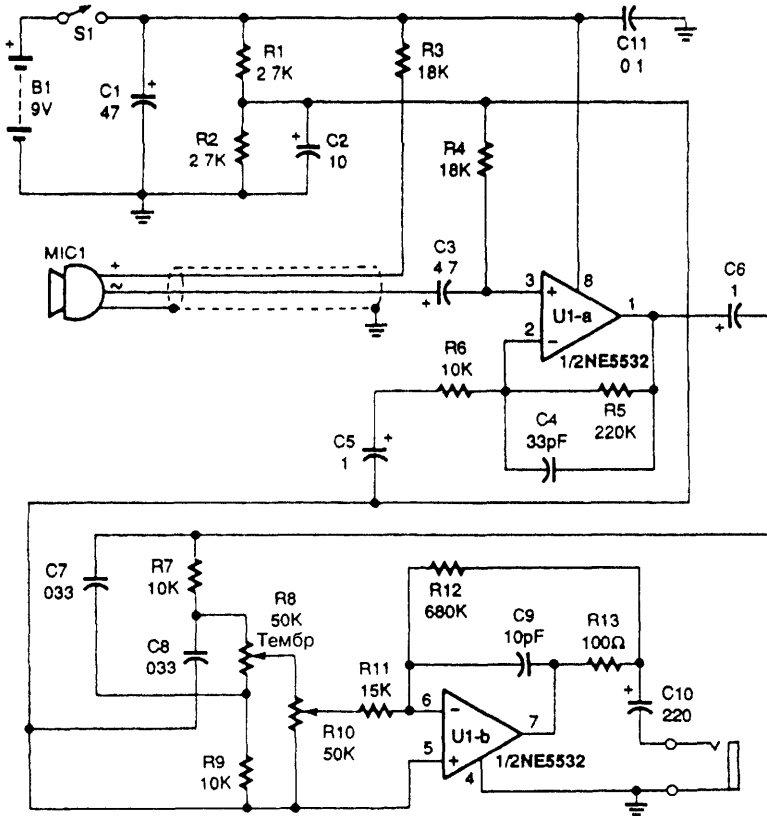 +
S1
B1
9V
C1
47
+
R1
2 7K
R2
2 7K
+
C2
10
R3
18K
R4
18K
C11
0 1
MIC1
+
~
C3
4 7
+
3
+
8
U1-a
1
2
−
1/2NE5532
C6
1
+
R6
10K
C4
33pF
R5
220K
C5
1
+
C7
033
R7
10K
C8
033
R8
50K
Тембр
R9
10K
R10
50K
R11
15K
R12
680K
C9
10pF
R13
100Ω
6
−
U1-b
7
5
+
4
1/2NE5532
+
C10
220